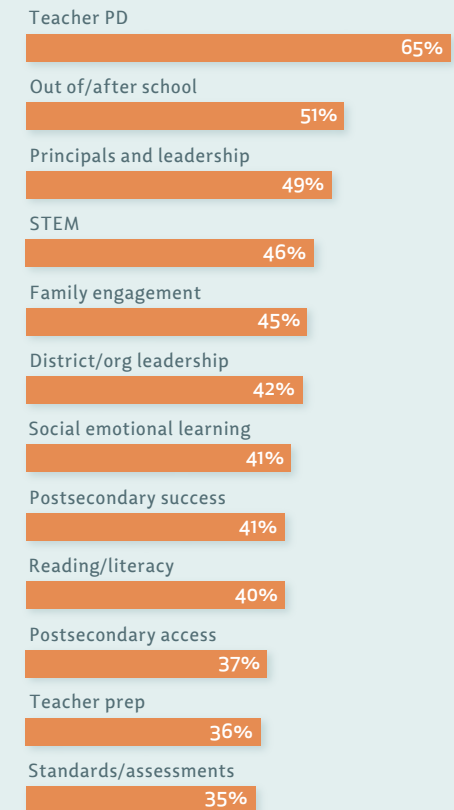 Teacher PD
65%
Out of/after school
51%
Principals and leadership
49%
STEM
46%
Family engagement
45%
District/org leadership
42%
Social emotional learning
41%
Postsecondary success
41%
Reading/literacy
40%
Postsecondary access
37%
Teacher prep
36%
Standards/assessments
35%